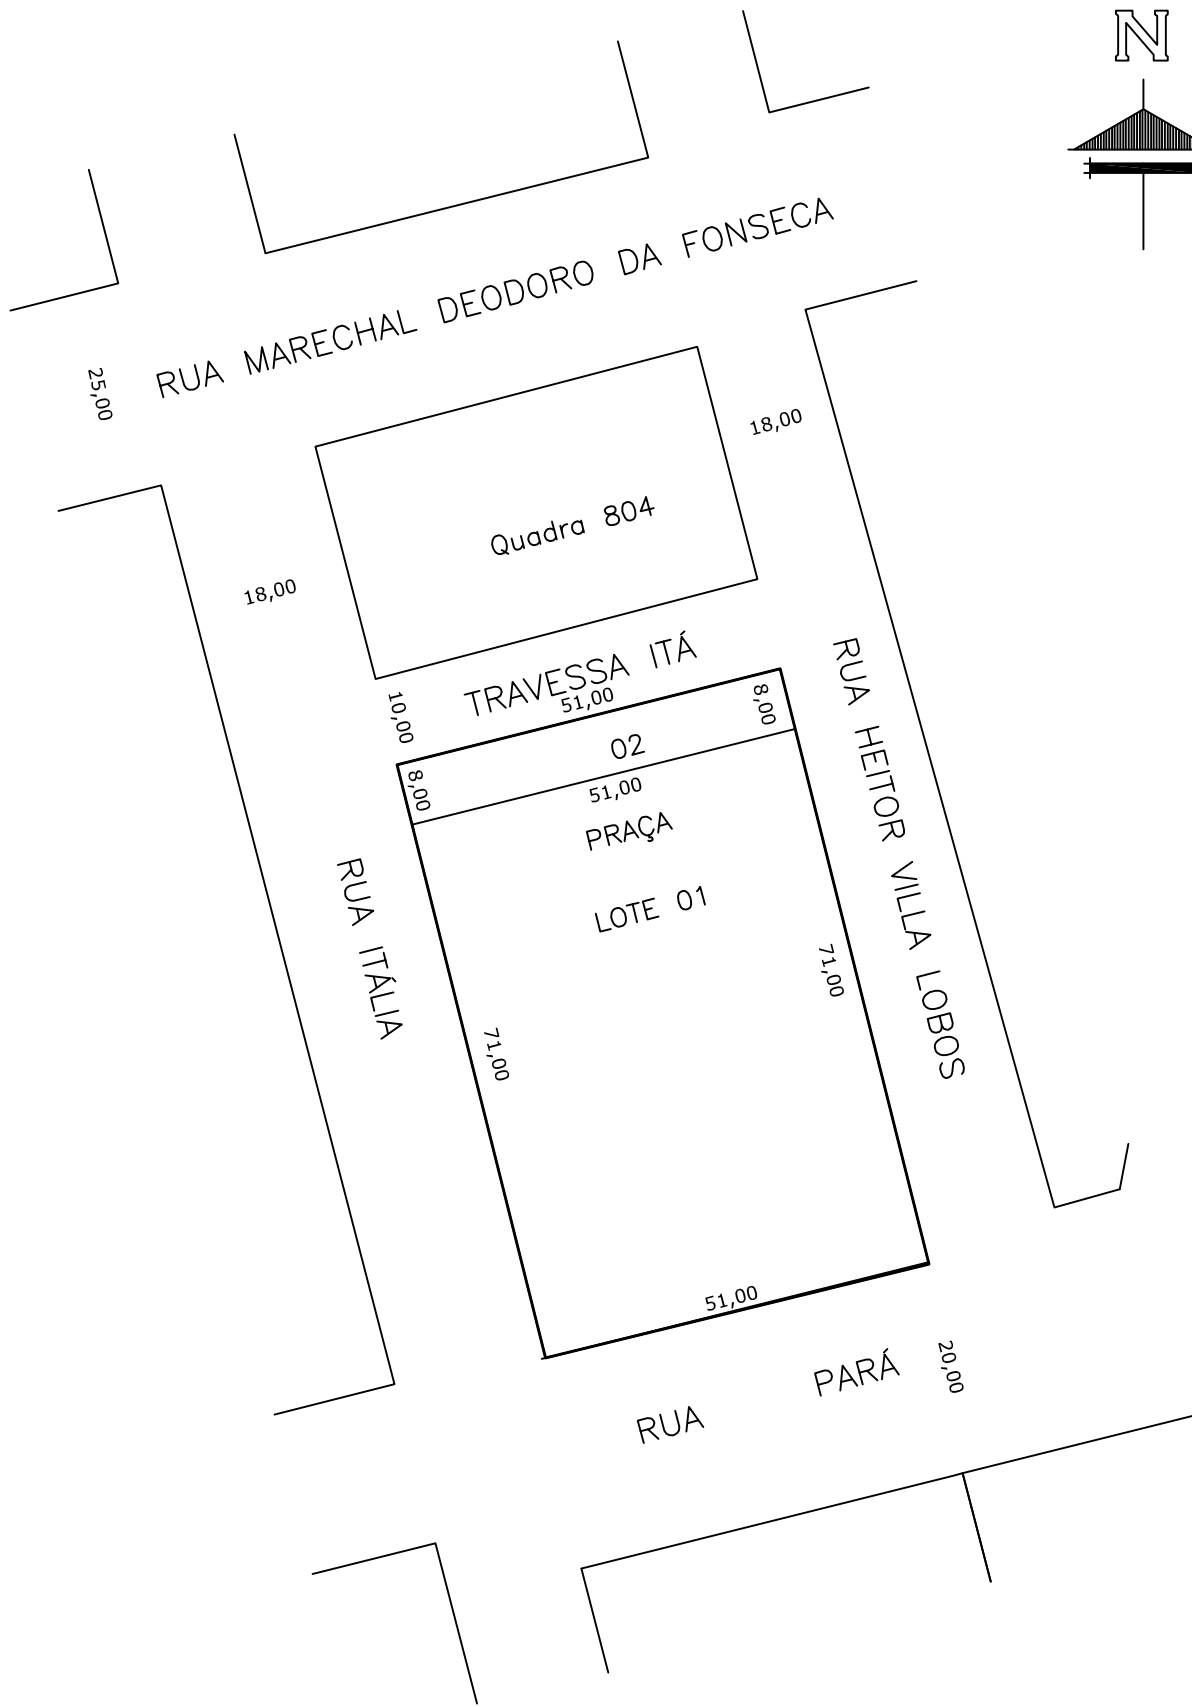 N
RUA MARECHAL DEODORO DA FONSECA
25,00
18,00
Quadra 804
18,00
TRAVESSA ITÁ
10,00
51,00
8,00
02
8,00
51,00
PRAÇA
LOTE 01
RUA HEITOR VILLA LOBOS
RUA ITÁLIA
71,00
71,00
51,00
RUA PARÁ
20,00